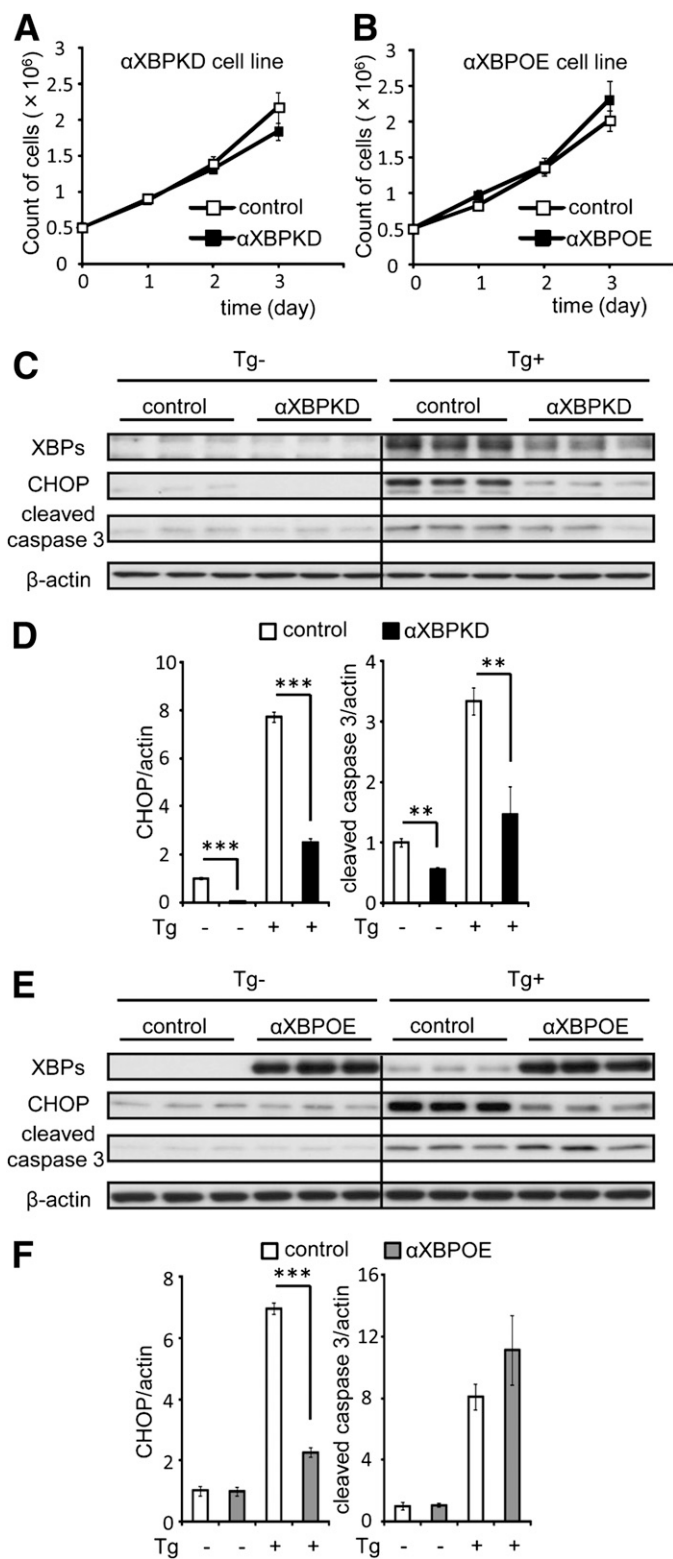 A
αXBPKD cell line
Count of cells (×10⁶)
3
2.5
2
1.5
1
0.5
0
control
αXBPKD
0 1 2 3
time (day)
B
αXBPOE cell line
Count of cells (×10⁶)
3
2.5
2
1.5
1
0.5
0
control
αXBPOE
0 1 2 3
time (day)
C
Tg- Tg+
control αXBPKD control αXBPKD
XBPs
CHOP
cleaved
caspase 3
β-actin
D
control αXBPKD
CHOP/actin
10
8
6
4
2
0
***
***
Tg - - + +
cleaved caspase 3/actin
4
3
2
1
0
**
**
- - + +
E
Tg- Tg+
control αXBPOE control αXBPOE
XBPs
CHOP
cleaved
caspase 3
β-actin
F
control αXBPOE
CHOP/actin
8
6
4
2
0
***
Tg - - + +
cleaved caspase 3/actin
16
12
8
4
0
- - + +